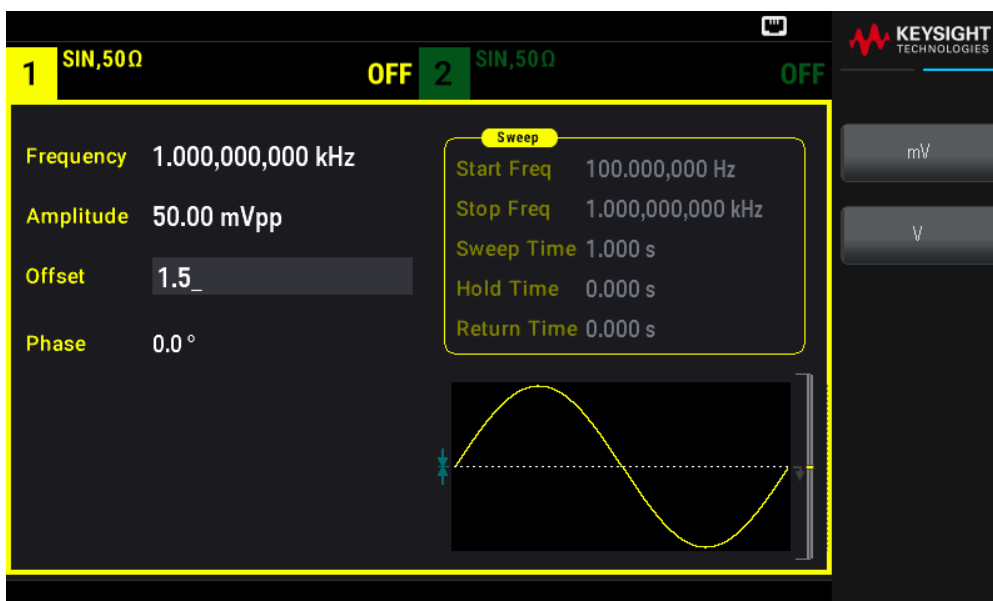 KEYSIGHT
TECHNOLOGIES
1 SIN,50Ω OFF
2 SIN,50Ω OFF
Frequency 1.000,000,000 kHz
Amplitude 50.00 mVpp
Offset 1.5_
Phase 0.0 °
Sweep
Start Freq 100.000,000 Hz
Stop Freq 1.000,000,000 kHz
Sweep Time 1.000 s
Hold Time 0.000 s
Return Time 0.000 s
mV
V